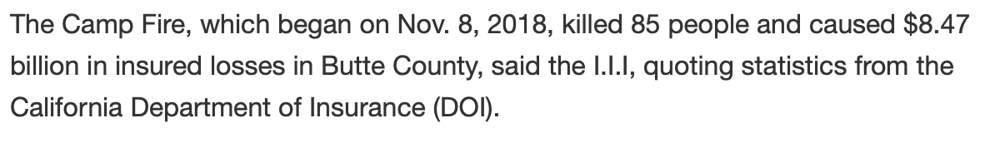 The Camp Fire, which began on Nov. 8, 2018, killed 85 people and caused $8.47
billion in insured losses in Butte County, said the I.I.I, quoting statistics from the
California Department of Insurance (DOI).